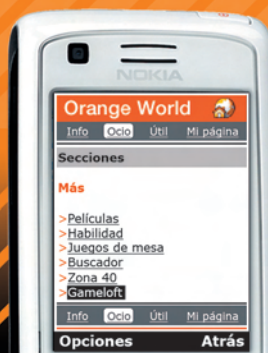 NOKIA
Orange World
Info Ocio Útil Mi página
Secciones
Más
>Películas
>Habilidad
>Juegos de mesa
>Buscador
>Zona 40
>Gameloft
Info Ocio Útil Mi página
Opciones Atrás